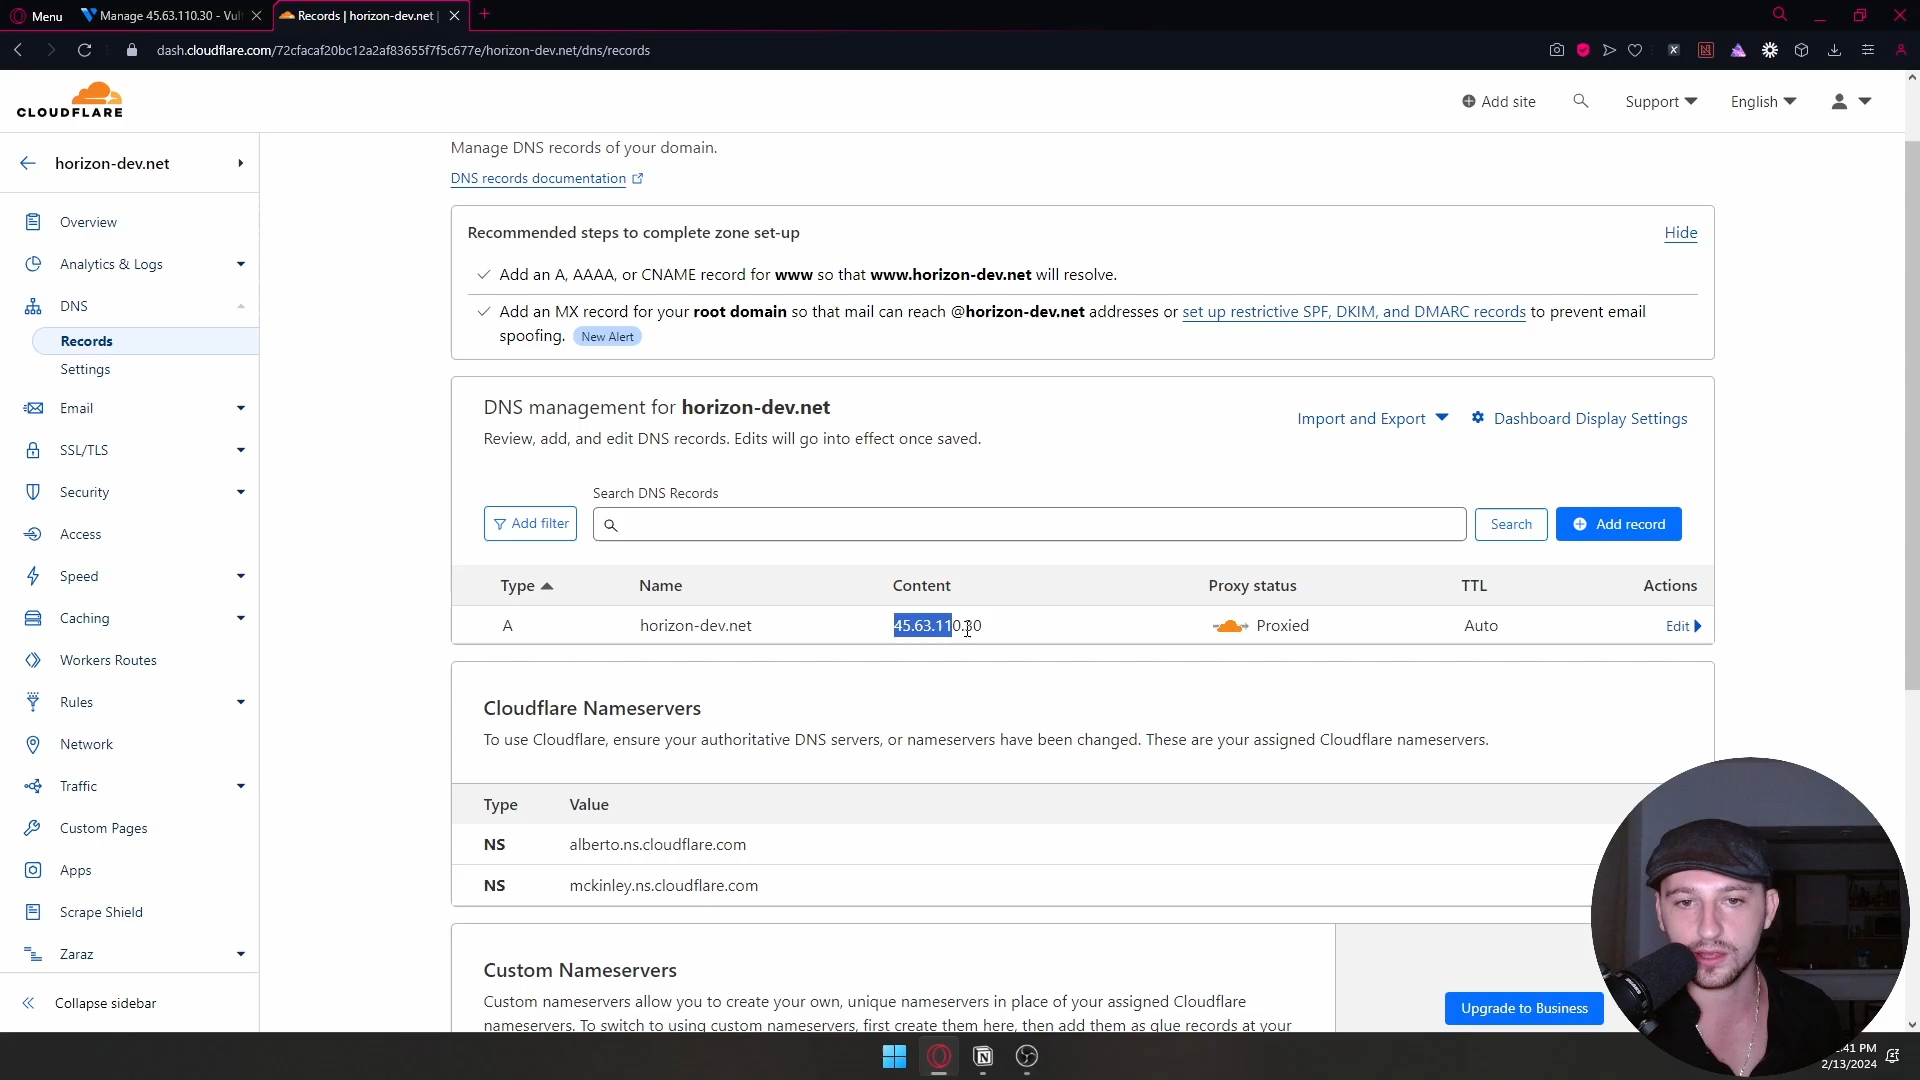 Menu
Manage 45.63.110.30 - Vul
Records | horizon-dev.net |
dash.cloudflare.com/72cfacaf20bc12a2af83655f7f5c677e/horizon-dev.net/dns/records
CLOUDFLARE
Add site
Support
English
horizon-dev.net
Overview
Analytics & Logs
DNS
Records
Settings
Email
SSL/TLS
Security
Access
Speed
Caching
Workers Routes
Rules
Network
Traffic
Custom Pages
Apps
Scrape Shield
Zaraz
Collapse sidebar
Manage DNS records of your domain.
DNS records documentation
Recommended steps to complete zone set-up
Hide
Add an A, AAAA, or CNAME record for www so that www.horizon-dev.net will resolve.
Add an MX record for your root domain so that mail can reach @horizon-dev.net addresses or set up restrictive SPF, DKIM, and DMARC records to prevent email
spoofing. New Alert
DNS management for horizon-dev.net
Review, add, and edit DNS records. Edits will go into effect once saved.
Import and Export
Dashboard Display Settings
Search DNS Records
Add filter
Search
Add record
Type Name Content Proxy status TTL Actions
A horizon-dev.net 45.63.110.30 Proxied Auto Edit
Cloudflare Nameservers
To use Cloudflare, ensure your authoritative DNS servers, or nameservers have been changed. These are your assigned Cloudflare nameservers.
Type Value
NS alberto.ns.cloudflare.com
NS mckinley.ns.cloudflare.com
Custom Nameservers
Custom nameservers allow you to create your own, unique nameservers in place of your assigned Cloudflare
nameservers. To switch to using custom nameservers, first create them here, then add them as glue records at your
Upgrade to Business
:41 PM
2/13/2024